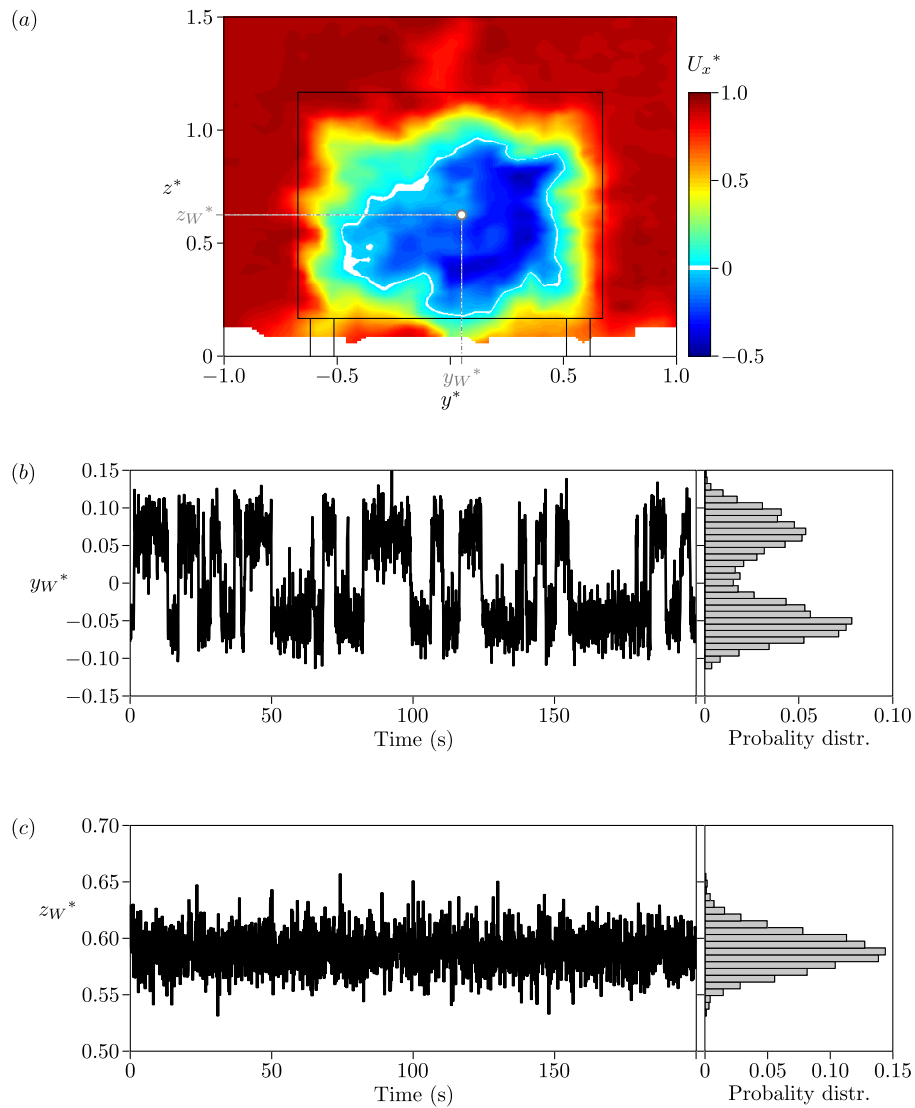 (a)
1.5
1.0
z*
z_W*
0.5
0
−1.0 −0.5 y_W* 0.5 1.0
y*
U_x*
1.0
0.5
0
−0.5
(b)
0.15
0.10
0.05
y_W* 0
−0.05
−0.10
−0.15
0 50 100 150
Time (s)
0 0.05 0.10
Probality distr.
(c)
0.70
0.65
z_W*
0.60
0.55
0.50
0 50 100 150
Time (s)
0 0.05 0.10 0.15
Probality distr.